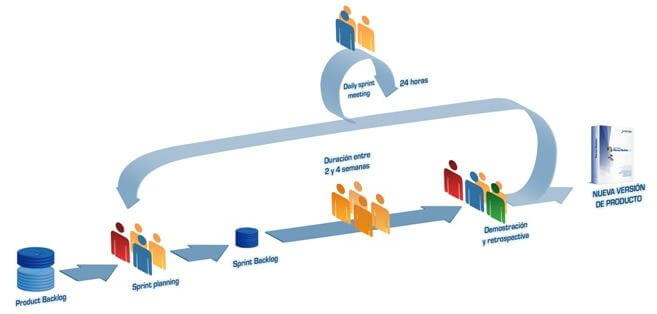 Daily sprint
meeting
24 horas
Duración entre
2 y 4 semanas
NUEVA VERSIÓN
DE PRODUCTO
Demostración
y retrospectiva
Sprint Backlog
Sprint planning
Product Backlog